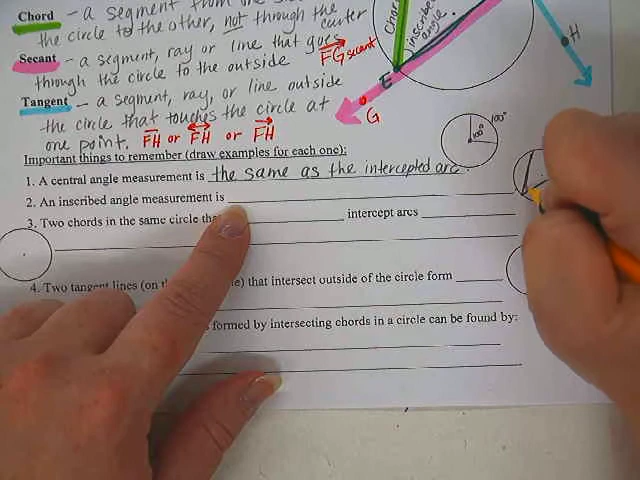 Chord - a segment from one
the circle to the other, not through the center
Secant - a segment, ray or line that goes
through the circle to the outside FG secant
Tangent - a segment, ray, or line outside
the circle that touches the circle at
one point. FH or FH or FH
Chord
inscribed
angle.
E
G
H
Important things to remember (draw examples for each one):
100°
100°
1. A central angle measurement is the same as the intercepted arc.
2. An inscribed angle measurement is
3. Two chords in the same circle intercept arcs
4. Two tangent lines (on that intersect outside of the circle form
formed by intersecting chords in a circle can be found by: